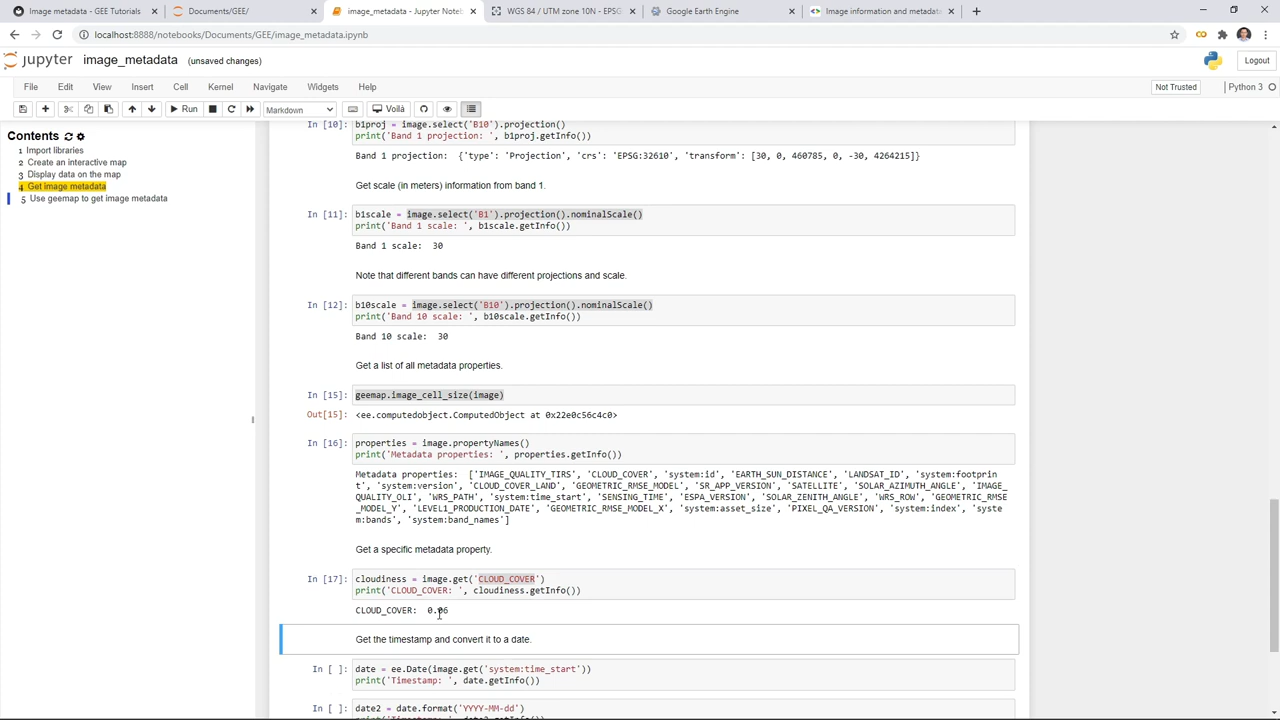 Image metadata - GEE Tutorials
Documents/GEE/
image_metadata - Jupyter Noteb
WGS 84 / UTM zone 10N - EPSG
Google Earth Engine
Image information and metadata
localhost:8888/notebooks/Documents/GEE/image_metadata.ipynb
jupyter image_metadata (unsaved changes)
Logout
File Edit View Insert Cell Kernel Navigate Widgets Help
Not Trusted Python 3
Run Markdown Voilà
Contents
1 Import libraries
2 Create an interactive map
3 Display data on the map
4 Get image metadata
5 Use geemap to get image metadata
In [10]: b1proj = image.select('B10').projection()
print('Band 1 projection: ', b1proj.getInfo())
Band 1 projection: {'type': 'Projection', 'crs': 'EPSG:32610', 'transform': [30, 0, 460785, 0, -30, 4264215]}
Get scale (in meters) information from band 1.
In [11]: b1scale = image.select('B1').projection().nominalScale()
print('Band 1 scale: ', b1scale.getInfo())
Band 1 scale: 30
Note that different bands can have different projections and scale.
In [12]: b10scale = image.select('B10').projection().nominalScale()
print('Band 10 scale: ', b10scale.getInfo())
Band 10 scale: 30
Get a list of all metadata properties.
In [15]: geemap.image_cell_size(image)
Out[15]: <ee.computedobject.ComputedObject at 0x22e0c56c4c0>
In [16]: properties = image.propertyNames()
print('Metadata properties: ', properties.getInfo())
Metadata properties: ['IMAGE_QUALITY_TIRS', 'CLOUD_COVER', 'system:id', 'EARTH_SUN_DISTANCE', 'LANDSAT_ID', 'system:footprin
t', 'system:version', 'CLOUD_COVER_LAND', 'GEOMETRIC_RMSE_MODEL', 'SR_APP_VERSION', 'SATELLITE', 'SOLAR_AZIMUTH_ANGLE', 'IMAGE_
QUALITY_OLI', 'WRS_PATH', 'system:time_start', 'SENSING_TIME', 'ESPA_VERSION', 'SOLAR_ZENITH_ANGLE', 'WRS_ROW', 'GEOMETRIC_RMSE
_MODEL_Y', 'LEVEL1_PRODUCTION_DATE', 'GEOMETRIC_RMSE_MODEL_X', 'system:asset_size', 'PIXEL_QA_VERSION', 'system:index', 'syste
m:bands', 'system:band_names']
Get a specific metadata property.
In [17]: cloudiness = image.get('CLOUD_COVER')
print('CLOUD_COVER: ', cloudiness.getInfo())
CLOUD_COVER:
Get the timestamp and convert it to a date.
In [ ]: date = ee.Date(image.get('system:time_start'))
print('Timestamp: ', date.getInfo())
In [ ]: date2 = date.format('YYYY-MM-dd')